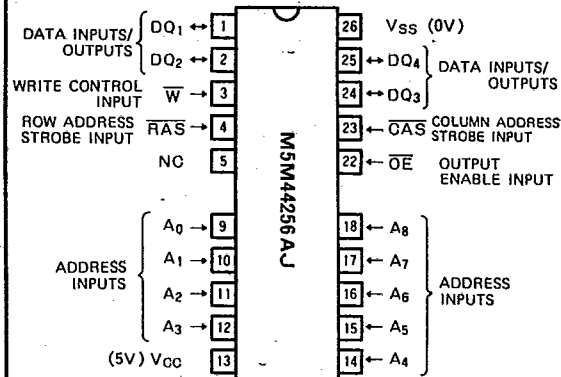 DATA INPUTS/
OUTPUTS
DQ1 ↔ 1
DQ2 ↔ 2
WRITE CONTROL
INPUT
W̅ → 3
ROW ADDRESS
STROBE INPUT
R̅A̅S̅ → 4
NC 5
ADDRESS
INPUTS
A0 → 9
A1 → 10
A2 → 11
A3 → 12
(5V) VCC 13
M5M44256AJ
26 VSS (0V)
25 ↔ DQ4
24 ↔ DQ3
DATA INPUTS/
OUTPUTS
23 ← C̅A̅S̅ COLUMN ADDRESS
STROBE INPUT
22 ← O̅E̅ OUTPUT
ENABLE INPUT
18 ← A8
17 ← A7
16 ← A6
15 ← A5
14 ← A4
ADDRESS
INPUTS